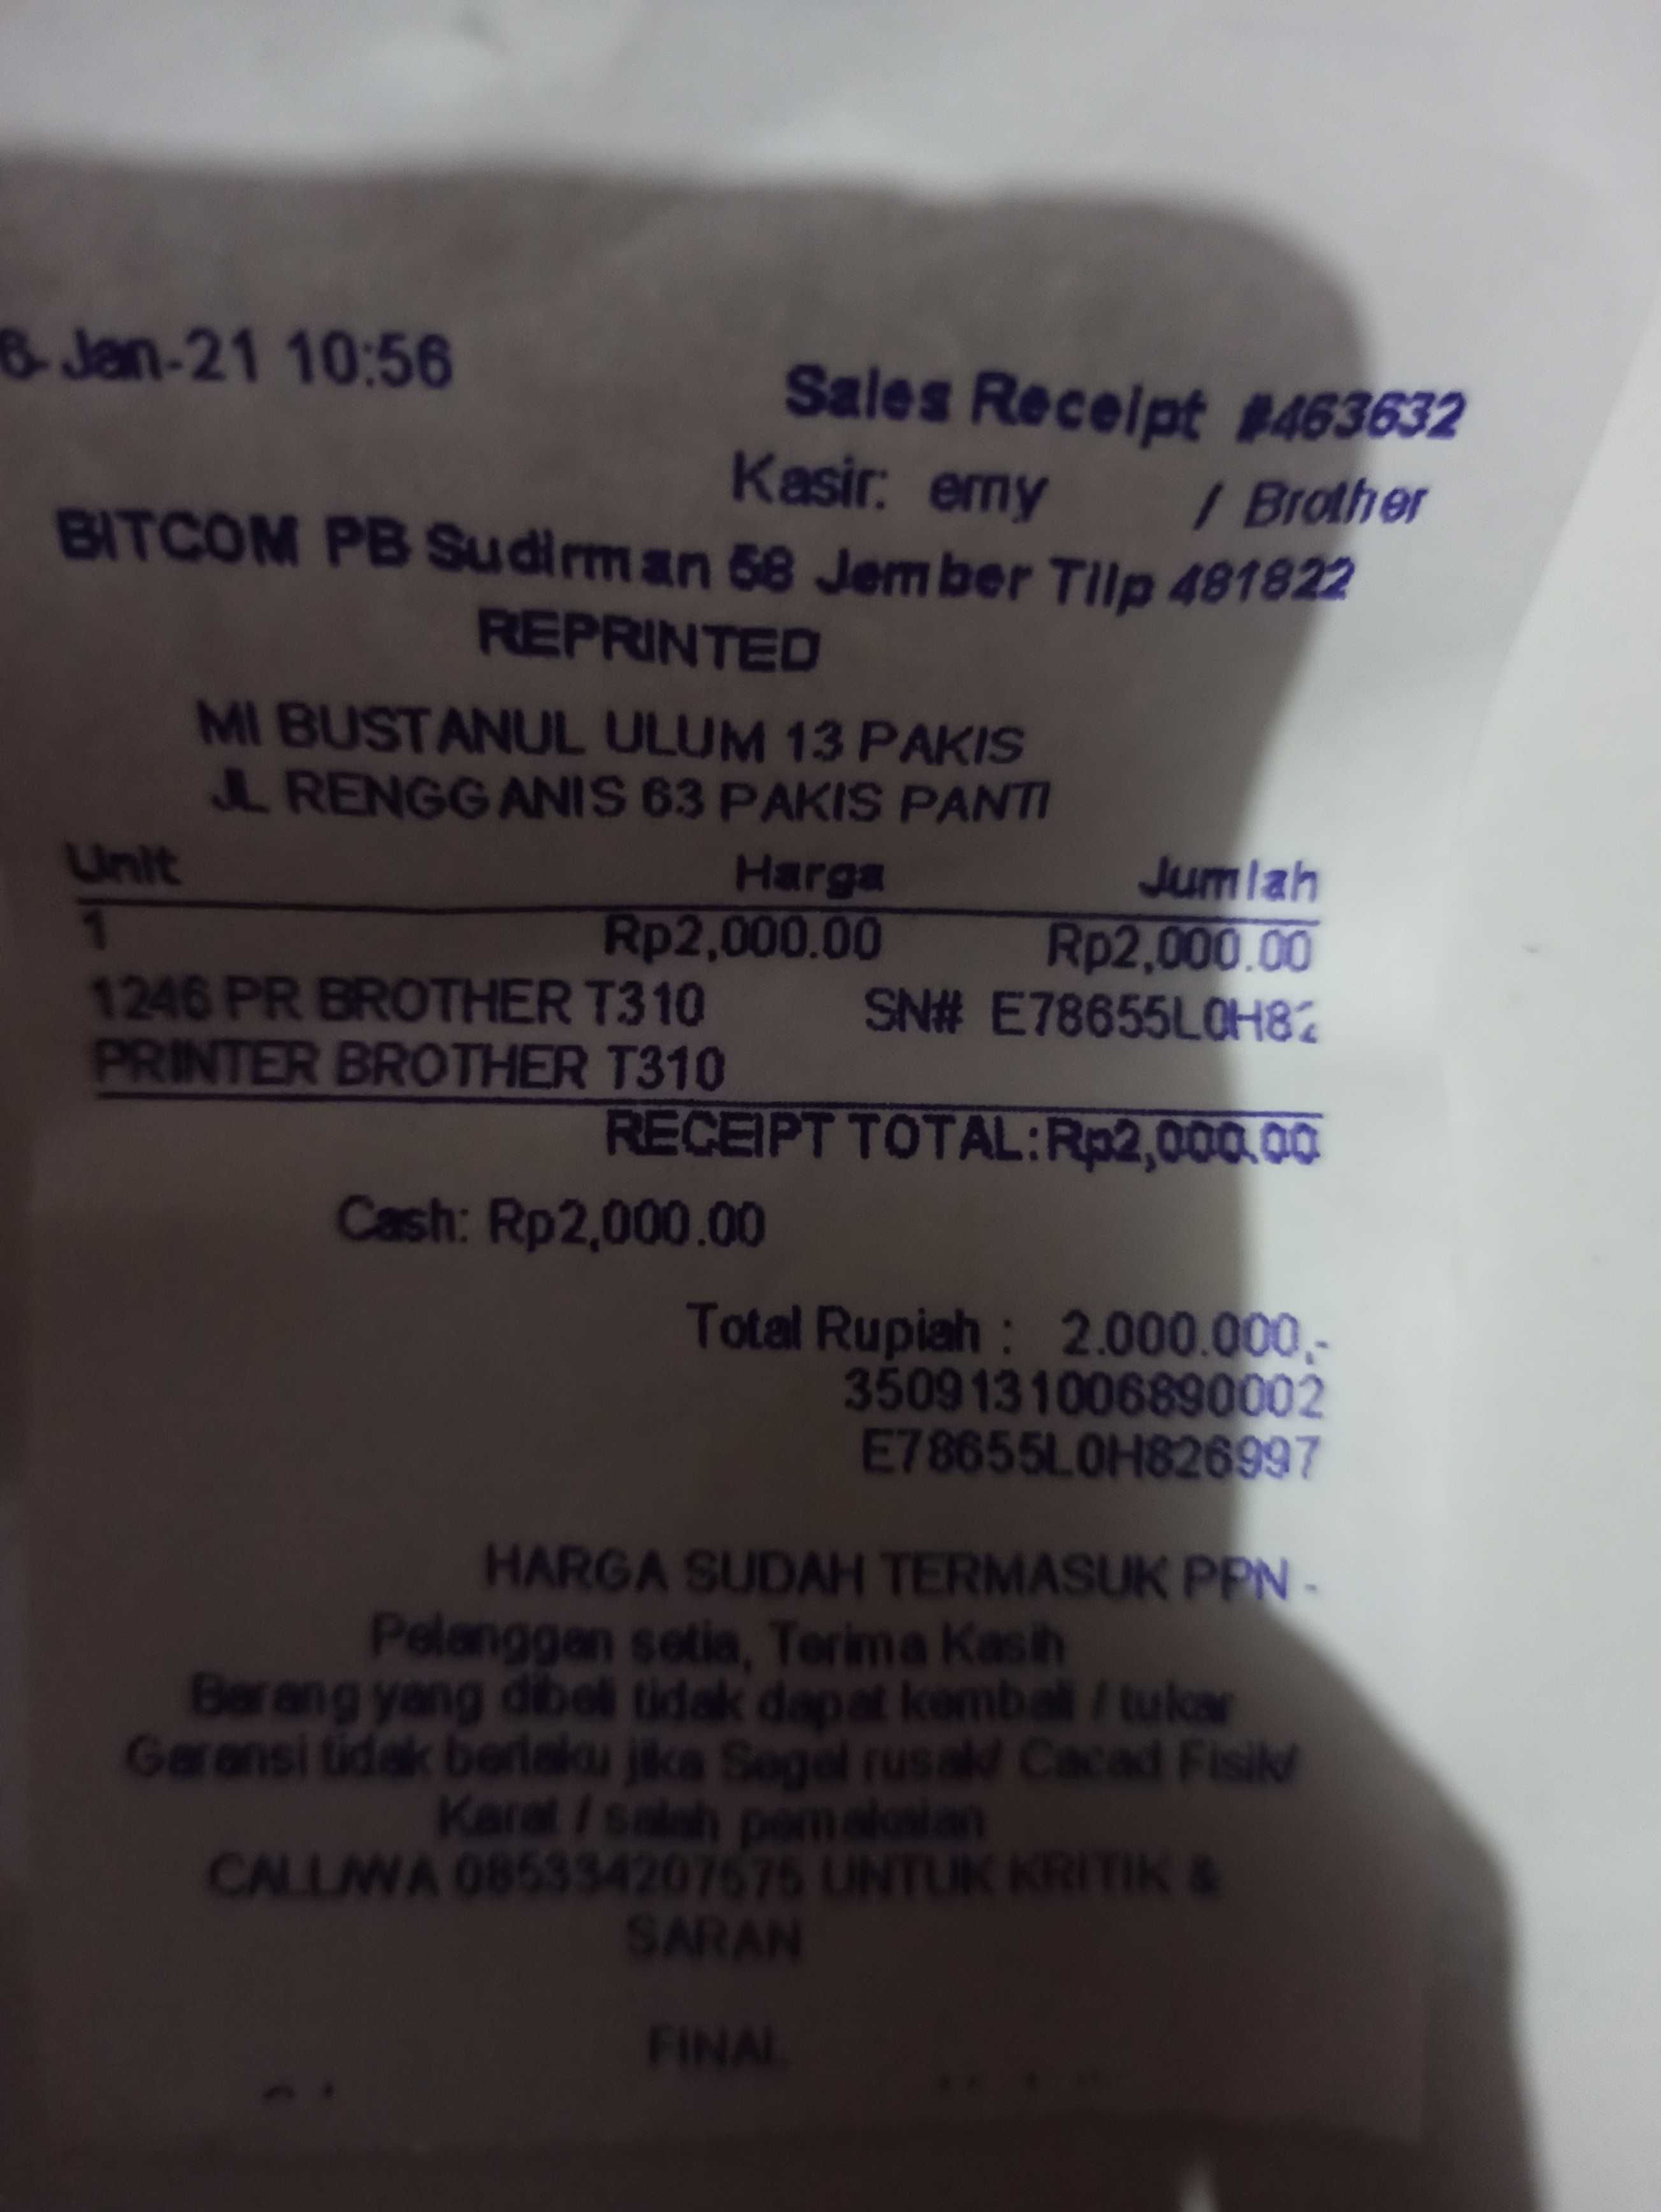 6-Jan-21 10:56
Sales Receipt #463632
Kasir: erny / Brother
BITCOM PB Sudirman 58 Jember Tllp 481822
REPRINTED
MI BUSTANUL ULUM 13 PAKIS
JL RENGGANIS 63 PAKIS PANTI
Unit Harga Jumlah
1 Rp2,000.00 Rp2,000.00
1246 PR BROTHER T310 SN# E78655L0H82
PRINTER BROTHER T310
RECEIPT TOTAL: Rp2,000.00
Cash: Rp2,000.00
Total Rupiah : 2.000.000,-
3509131006890002
E78655L0H826997
HARGA SUDAH TERMASUK PPN -
Pelanggan setia, Terima Kasih
Barang yang dibeli tidak dapat kembali / tukar
Garansi tidak berlaku jika Segel rusak/ Cacad Fisik/
Karat / salah pemakaian
CALL/WA 085334207575 UNTUK KRITIK &
SARAN
FINAL